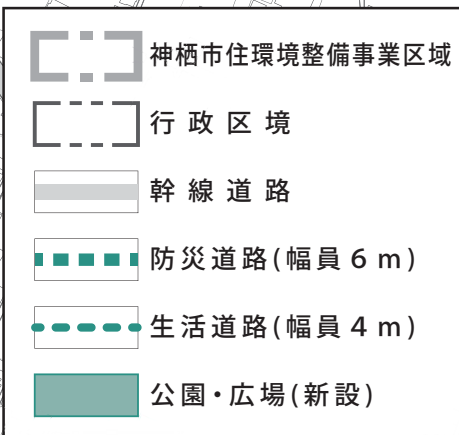 神栖市住環境整備事業区域
行政区境
幹線道路
防災道路(幅員6m)
生活道路(幅員4m)
公園・広場(新設)